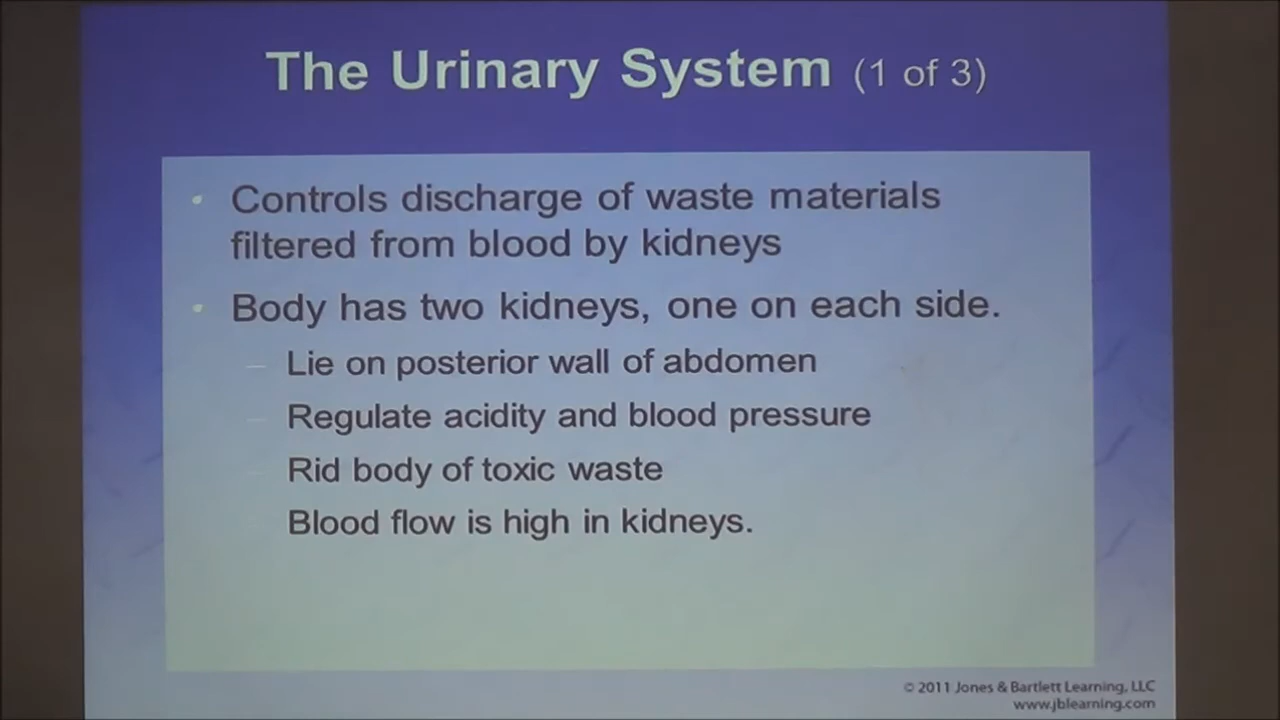 The Urinary System (1 of 3)
• Controls discharge of waste materials
filtered from blood by kidneys
• Body has two kidneys, one on each side.
– Lie on posterior wall of abdomen
– Regulate acidity and blood pressure
– Rid body of toxic waste
Blood flow is high in kidneys.
© 2011 Jones & Bartlett Learning, LLC
www.jblearning.com